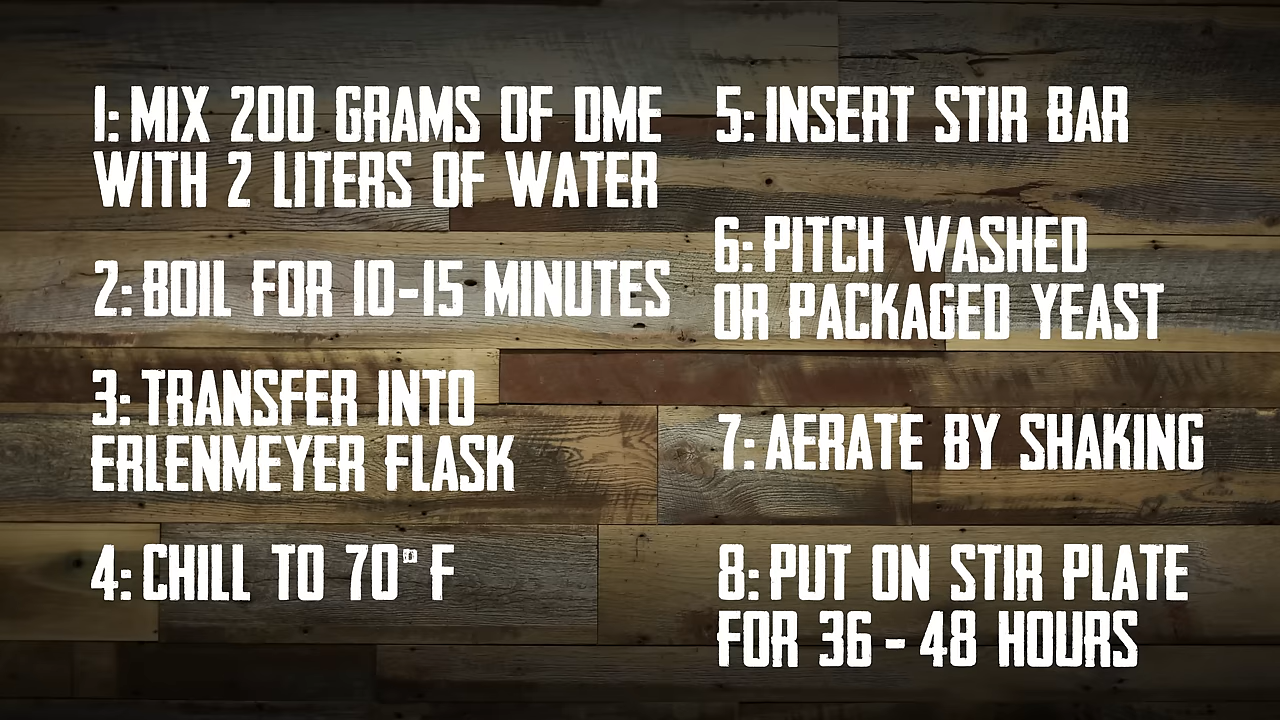 1: MIX 200 GRAMS OF DME
WITH 2 LITERS OF WATER
2: BOIL FOR 10-15 MINUTES
3: TRANSFER INTO
ERLENMEYER FLASK
4: CHILL TO 70° F
5: INSERT STIR BAR
6: PITCH WASHED
OR PACKAGED YEAST
7: AERATE BY SHAKING
8: PUT ON STIR PLATE
FOR 36 - 48 HOURS